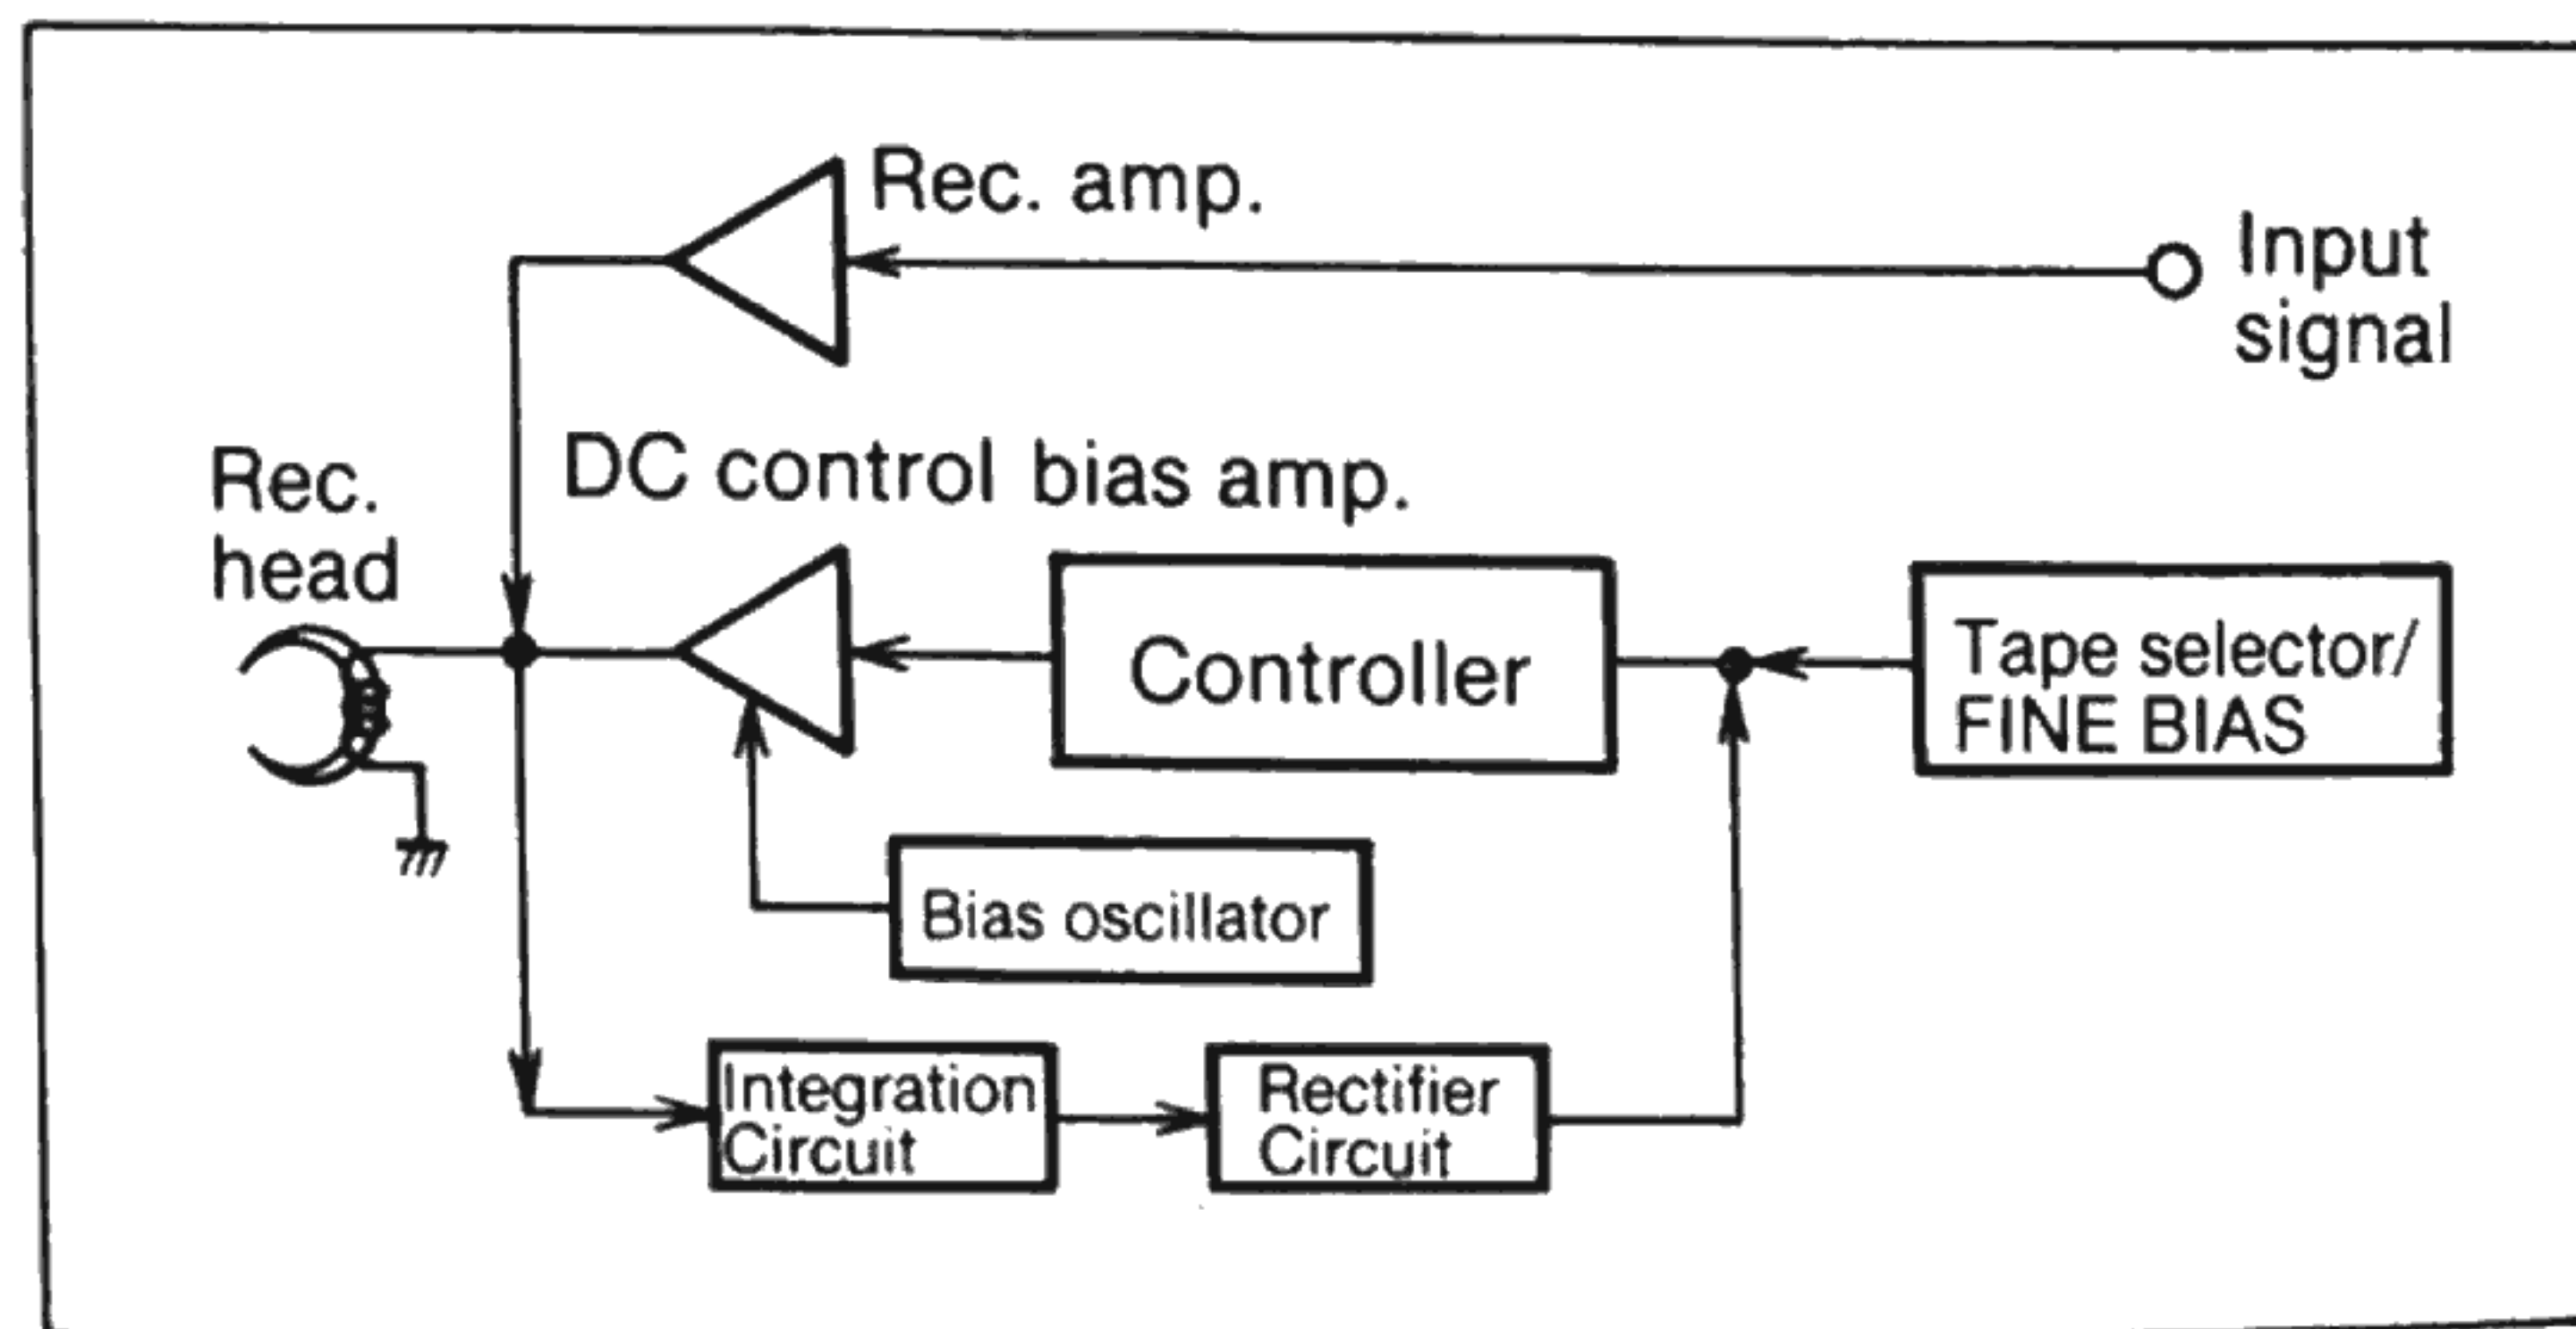 Rec. amp.
Input
signal
DC control bias amp.
Rec.
head
Controller
Tape selector/
FINE BIAS
Bias oscillator
Integration
Circuit
Rectifier
Circuit